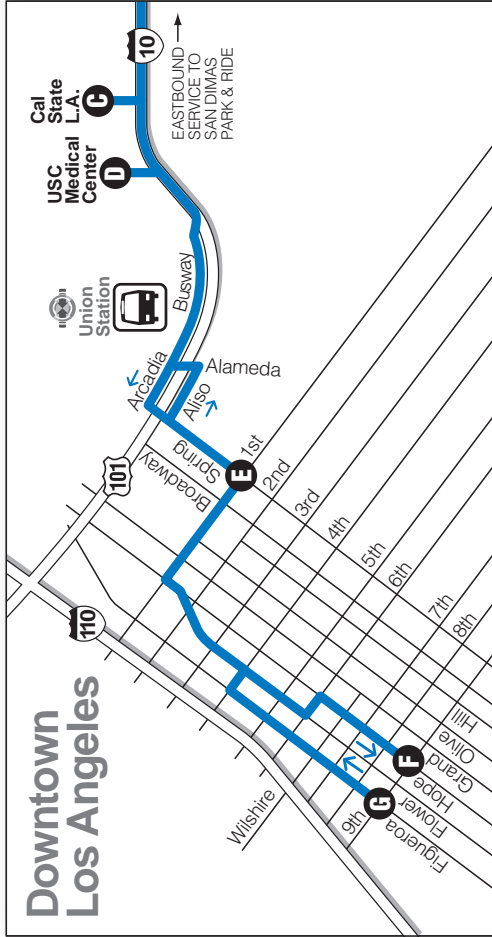 Downtown
Los Angeles
110
101
10
Cal
State
L.A.
C
USC
Medical
Center
D
EASTBOUND
SERVICE TO
SAN DIMAS
PARK & RIDE
Union
Station
Busway
Arcadia
Aliso
Alameda
Spring
Broadway
E
1st
2nd
3rd
4th
5th
6th
7th
8th
9th
Wilshire
Hill
Olive
Grand
Hope
Flower
Figueroa
F
G